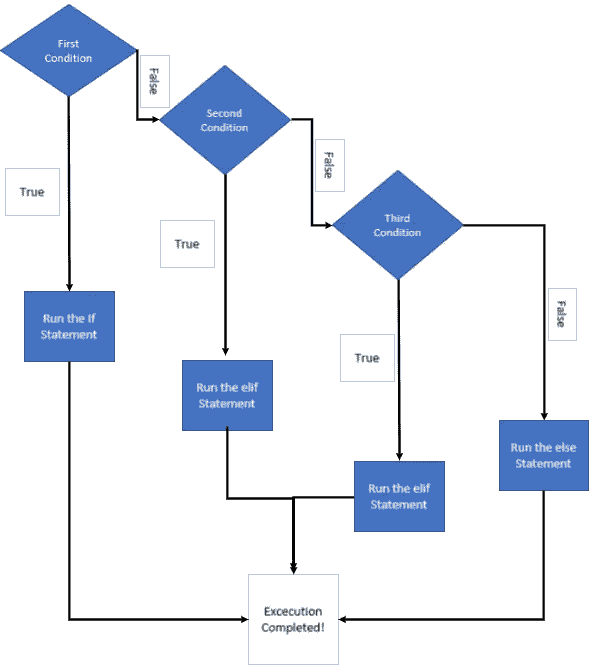 First
Condition
False
Second
Condition
False
Third
Condition
True
True
False
Run the If
Statement
True
Run the elif
Statement
Run the else
Statement
Run the elif
Statement
Excecution
Completed!